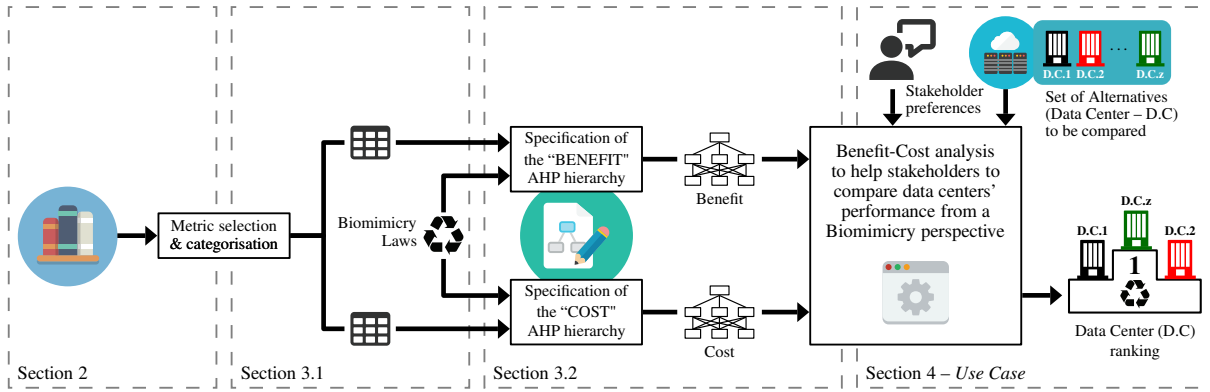 Stakeholder
preferences
D.C.1
D.C.2
...
D.C.z
Set of Alternatives
(Data Center – D.C)
to be compared
Metric selection
& categorisation
Biomimicry
Laws
Specification of
the “BENEFIT"
AHP hierarchy
Benefit
Specification of
the “COST"
AHP hierarchy
Cost
Benefit-Cost analysis
to help stakeholders to
compare data centers’
performance from a
Biomimicry perspective
D.C.z
D.C.1
D.C.2
1
Data Center (D.C)
ranking
Section 2
Section 3.1
Section 3.2
Section 4 – Use Case